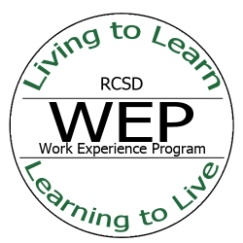 Living to Learn
RCSD
WEP
Work Experience Program
Learning to Live